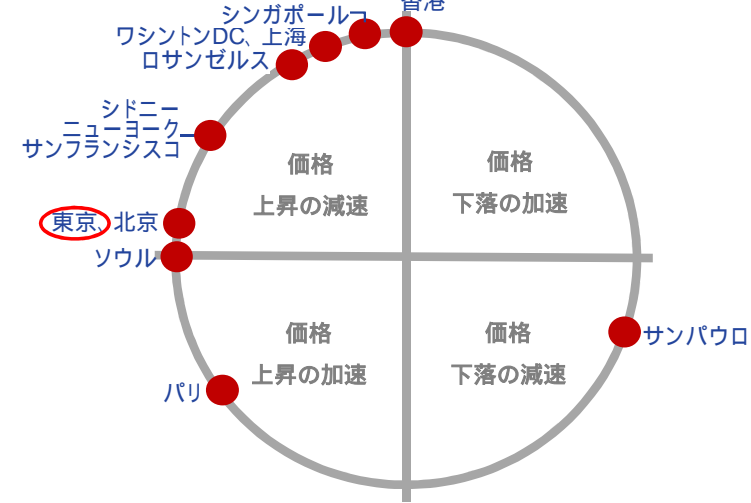 香港
シンガポール
ワシントンDC、上海
ロサンゼルス
シドニー
ニューヨーク
サンフランシスコ
東京、北京
ソウル
パリ
サンパウロ
価格
上昇の減速
価格
下落の加速
価格
上昇の加速
価格
下落の減速